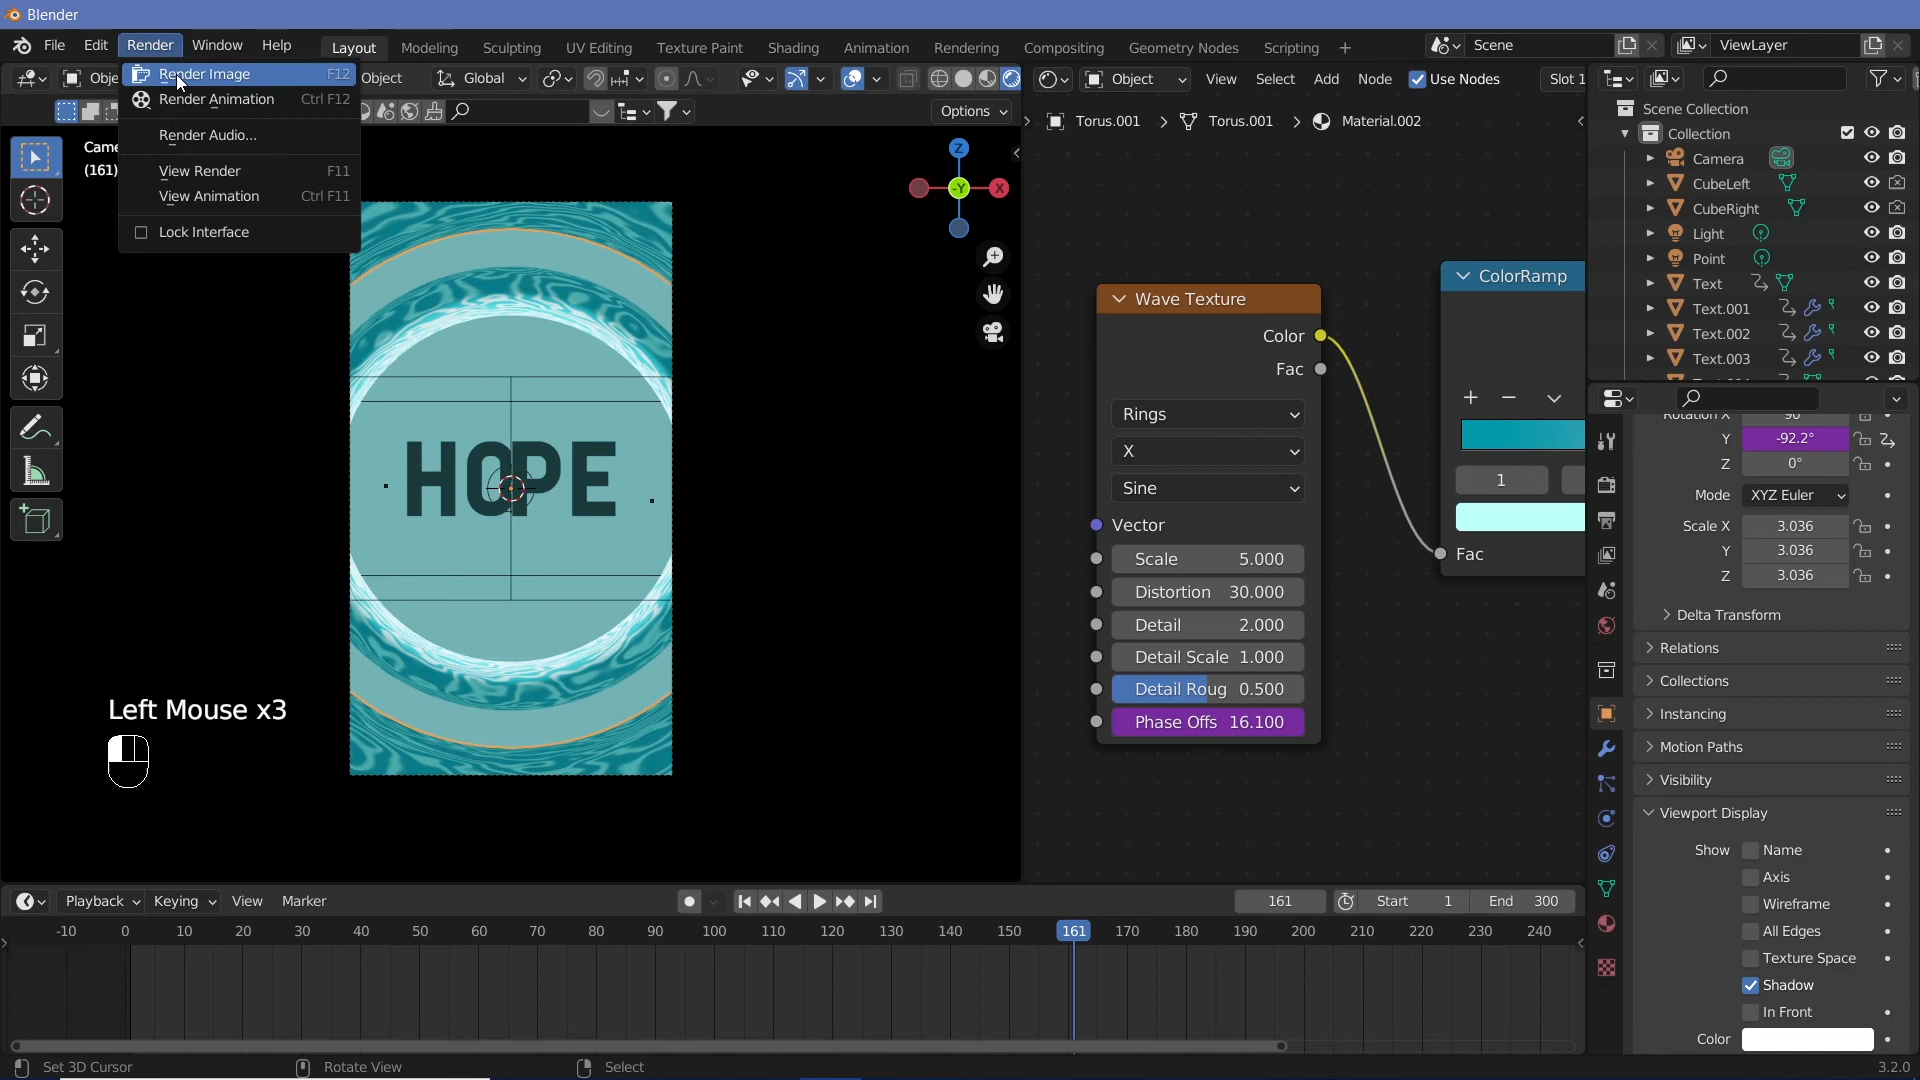 Blender
File Edit Render Window Help Layout Modeling Sculpting UV Editing Texture Paint Shading Animation Rendering Compositing Geometry Nodes Scripting + Scene ViewLayer
Obje Object Global Object View Select Add Node Use Nodes Slot 1
Render Image F12
Render Animation Ctrl F12
Render Audio...
View Render F11
View Animation Ctrl F11
Lock Interface
Options
Came
(161)
Z
-Y
X
HOPE
Left Mouse x3
Torus.001 > Torus.001 > Material.002
Wave Texture
Color
Fac
Rings
X
Sine
Vector
Scale 5.000
Distortion 30.000
Detail 2.000
Detail Scale 1.000
Detail Roug 0.500
Phase Offs 16.100
ColorRamp
1
Fac
Scene Collection
Collection
Camera
CubeLeft
CubeRight
Light
Point
Text
Text.001
Text.002
Text.003
Rotation X 90°
Y -92.2°
Z 0°
Mode XYZ Euler
Scale X 3.036
Y 3.036
Z 3.036
Delta Transform
Relations
Collections
Instancing
Motion Paths
Visibility
Viewport Display
Show Name
Axis
Wireframe
All Edges
Texture Space
Shadow
In Front
Color
Playback Keying View Marker 161 Start 1 End 300
-10 0 10 20 30 40 50 60 70 80 90 100 110 120 130 140 150 161 170 180 190 200 210 220 230 240
Set 3D Cursor Rotate View Select 3.2.0